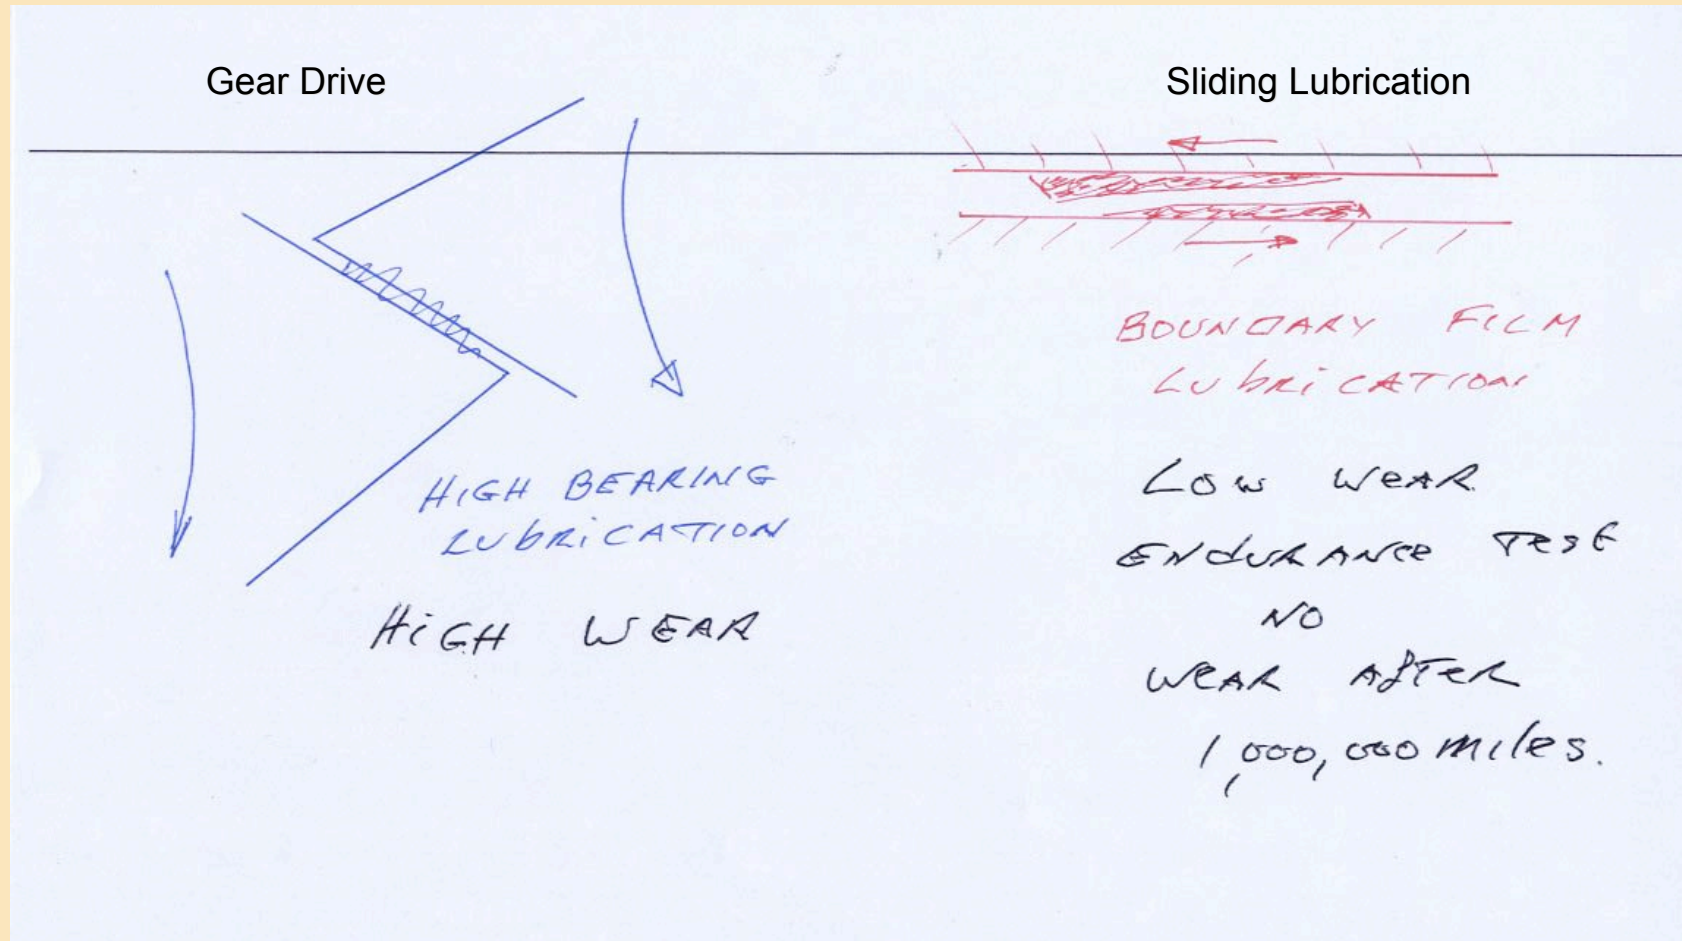 Gear Drive
HIGH BEARING
LUBRICATION
HIGH WEAR
Sliding Lubrication
BOUNDARY FILM
LUBRICATION
LOW WEAR
ENDURANCE TEST
NO
WEAR AFTER
1,000,000 miles.